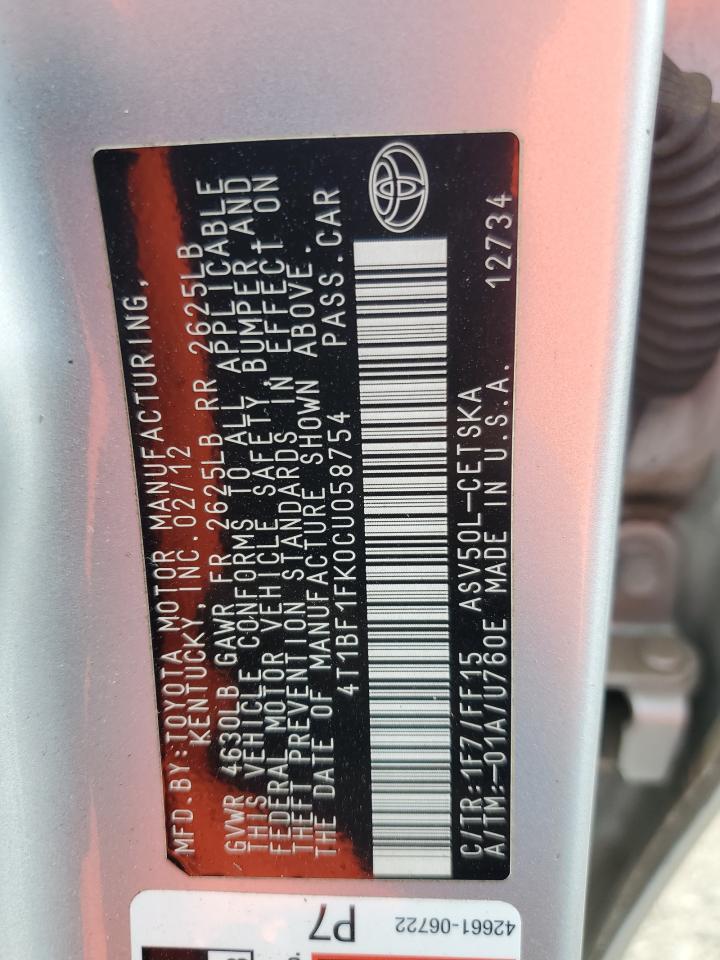 MFD.BY:TOYOTA MOTOR MANUFACTURING,
KENTUCKY, INC.02/12
GVWR 4630LB GAWR FR 2625LB RR 2625LB
THIS VEHICLE CONFORMS TO ALL APPLICABLE
FEDERAL MOTOR VEHICLE SAFETY, BUMPER AND
THEFT PREVENTION STANDARDS IN EFFECT ON
THE DATE OF MANUFACTURE SHOWN ABOVE.
4T1BF1FK0CU058754 PASS.CAR
C/TR:1F7/FF15 ASV50L-CETSKA
A/TM:-01A/U760E MADE IN U.S.A. 12734
42661-06722
P7